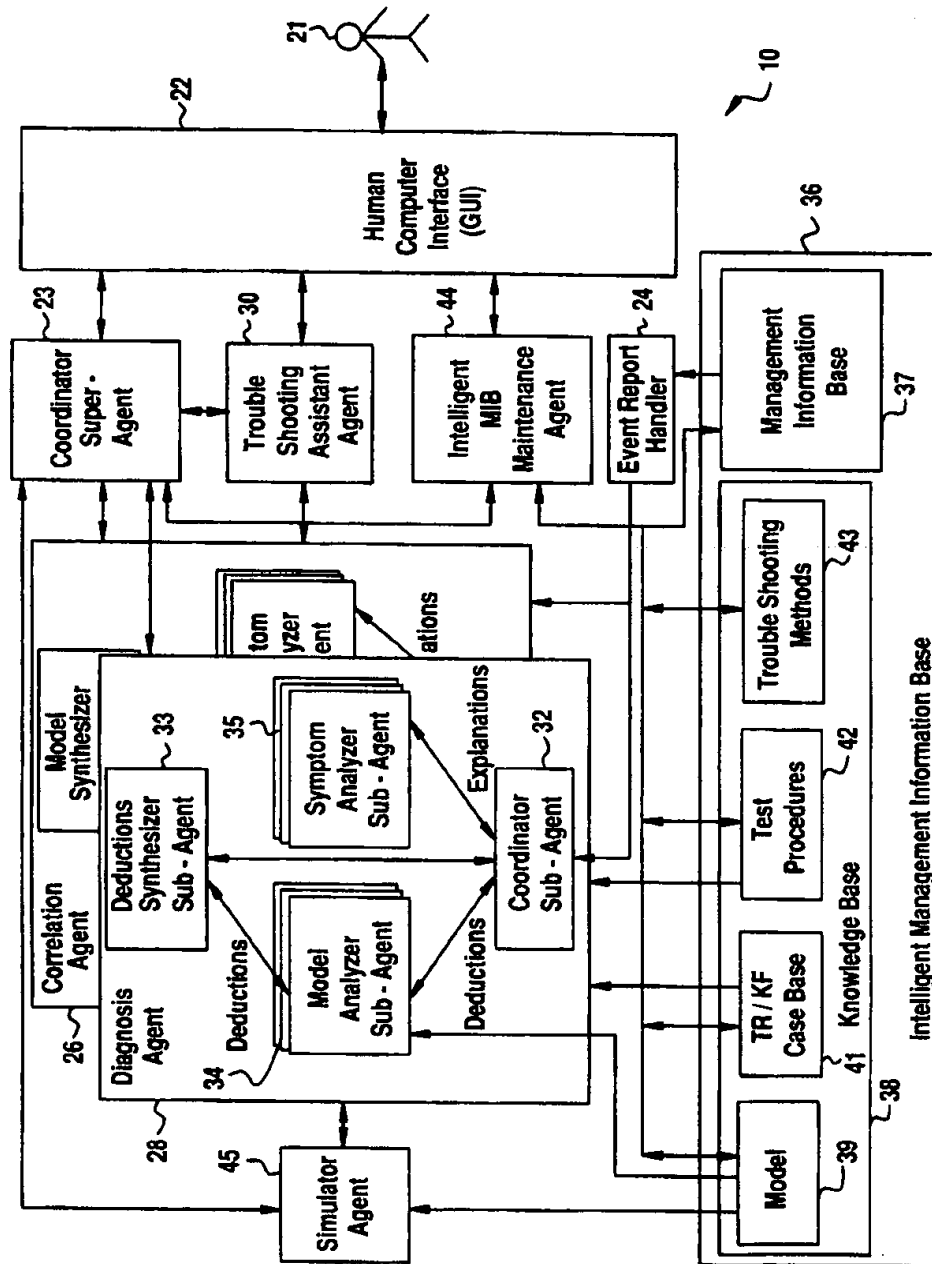 21
22
Human
Computer
Interface
(GUI)
10
23
Coordinator
Super -
Agent
30
Trouble
Shooting
Assistant
Agent
44
Intelligent
MIB
Maintenance
Agent
24
Event Report
Handler
36
Management
Information
Base
37
Correlation
Agent
26
Model
Synthesizer
tom
yzer
ent
ations
Diagnosis
Agent
28
33
Deductions
Synthesizer
Sub - Agent
Deductions
34
Model
Analyzer
Sub - Agent
35
Symptom
Analyzer
Sub - Agent
Explanations
Deductions
32
Coordinator
Sub - Agent
45
Simulator
Agent
Model
39
TR / KF
Case Base
41
Test
Procedures
42
Trouble Shooting
Methods
43
Knowledge Base
38
Intelligent Management Information Base